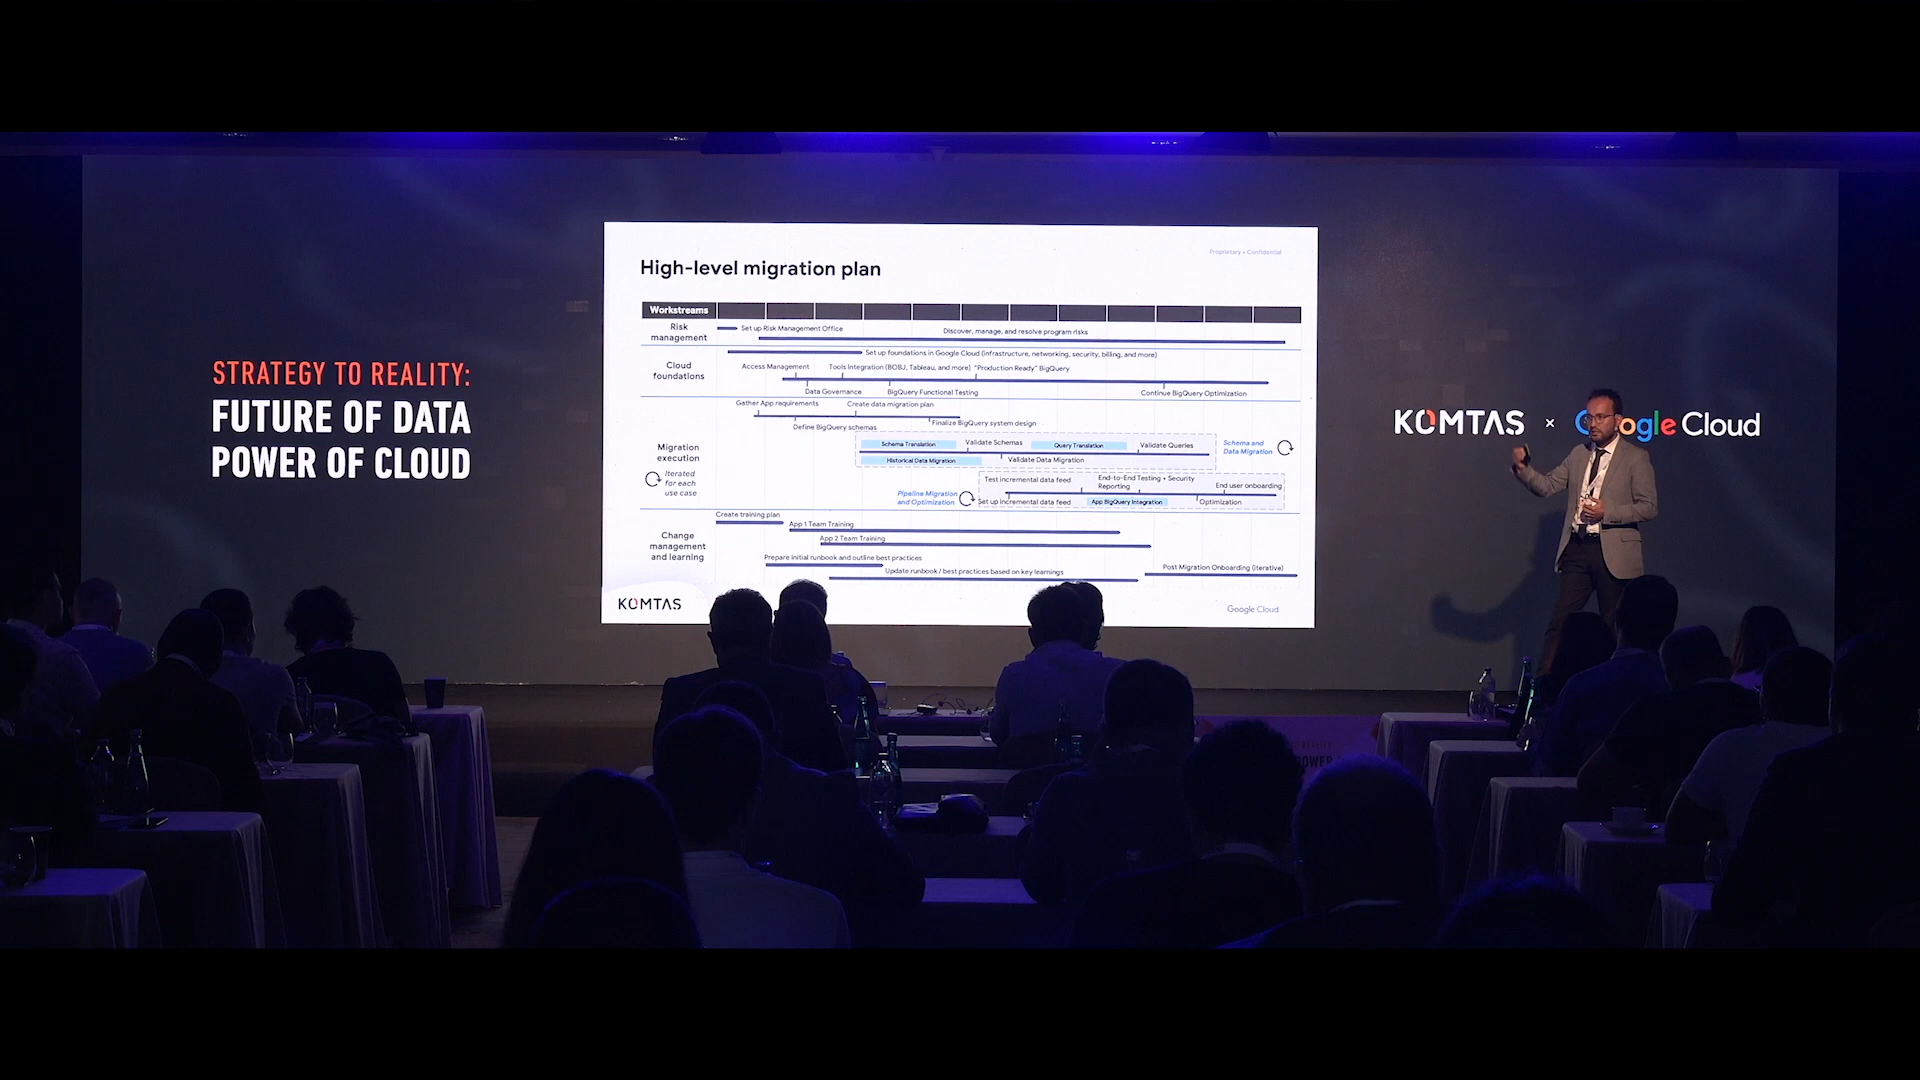 STRATEGY TO REALITY:
FUTURE OF DATA
POWER OF CLOUD
Proprietary + Confidential
High-level migration plan
Workstreams
Risk
management
Set up Risk Management Office
Discover, manage, and resolve program risks
Cloud
foundations
Set up foundations in Google Cloud (infrastructure, networking, security, billing, and more)
Access Management
Tools Integration (BOBJ, Tableau, and more)
"Production Ready" BigQuery
Data Governance
BigQuery Functional Testing
Continue BigQuery Optimization
Migration
execution
Iterated
for each
use case
Gather App requirements
Create data migration plan
Define BigQuery schemas
Finalize BigQuery system design
Schema Translation
Validate Schemas
Query Translation
Validate Queries
Historical Data Migration
Validate Data Migration
Schema and
Data Migration
Pipeline Migration
and Optimization
Test incremental data feed
End-to-End Testing + Security
Reporting
End user onboarding
Set up incremental data feed
App BigQuery Integration
Optimization
Change
management
and learning
Create training plan
App 1 Team Training
App 2 Team Training
Prepare initial runbook and outline best practices
Update runbook / best practices based on key learnings
Post Migration Onboarding (iterative)
KOMTAS
Google Cloud
KOMTAS × Google Cloud